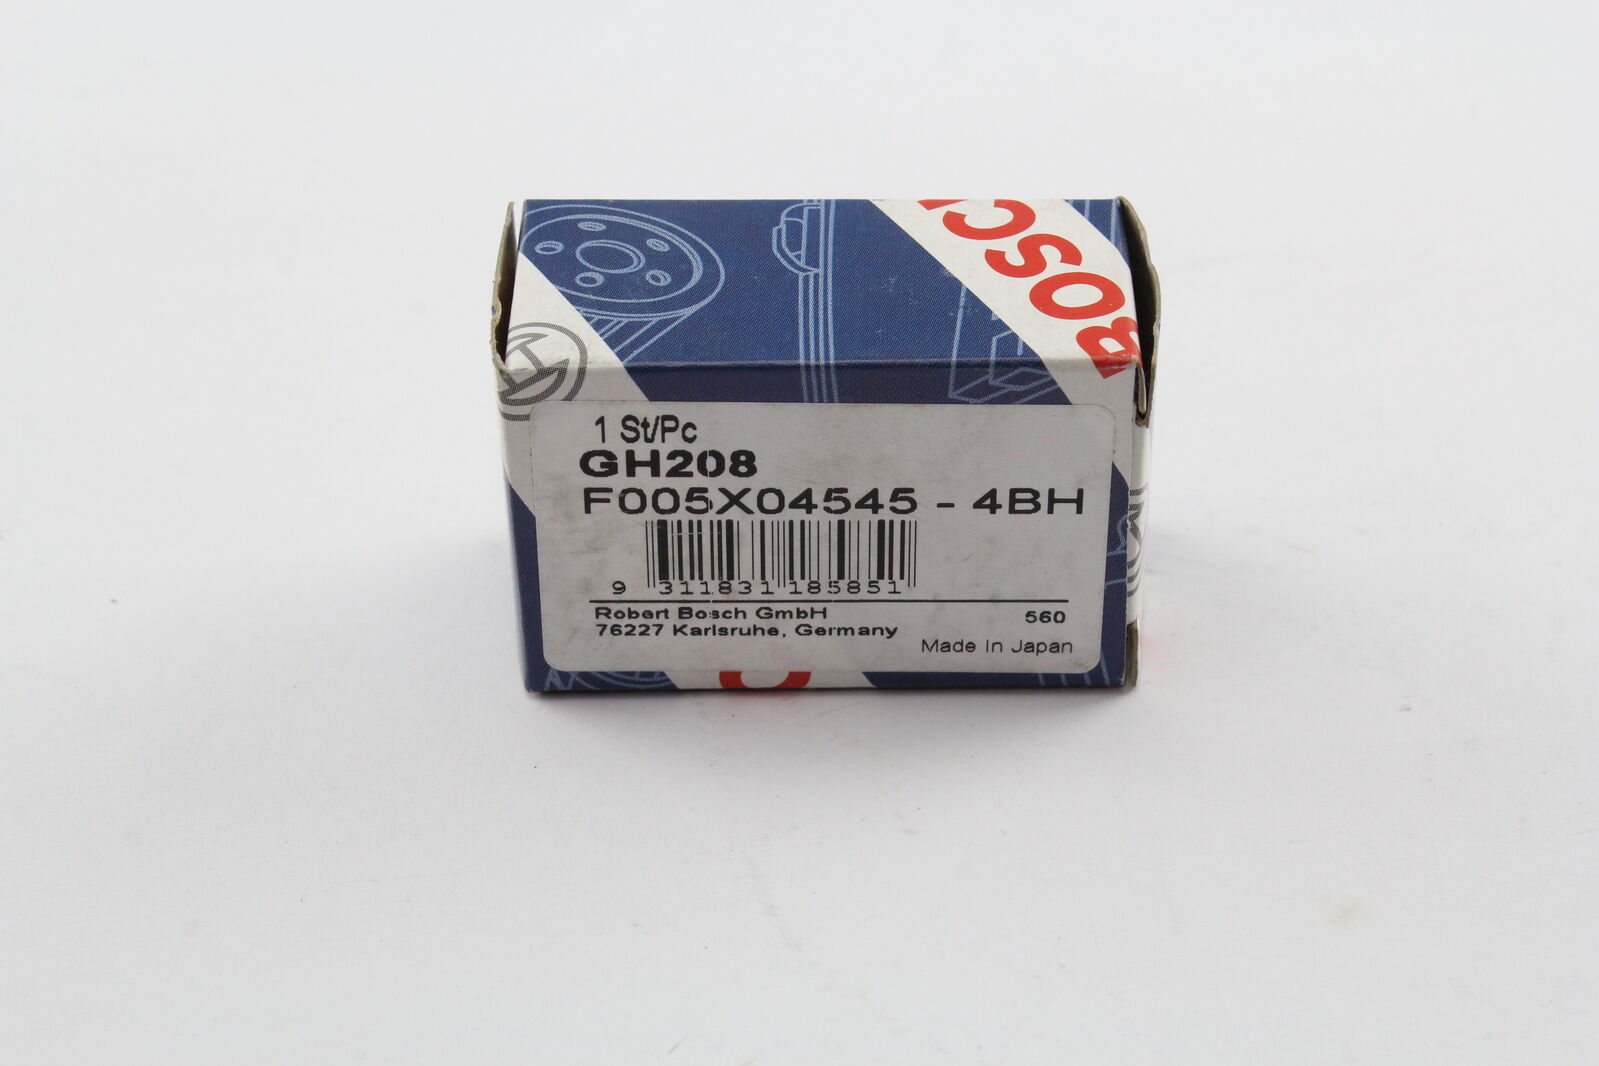 BOSCH
1 St/Pc
GH208
F005X04545 - 4BH
9 311831 185851
Robert Bosch GmbH
560
76227 Karlsruhe, Germany
Made In Japan